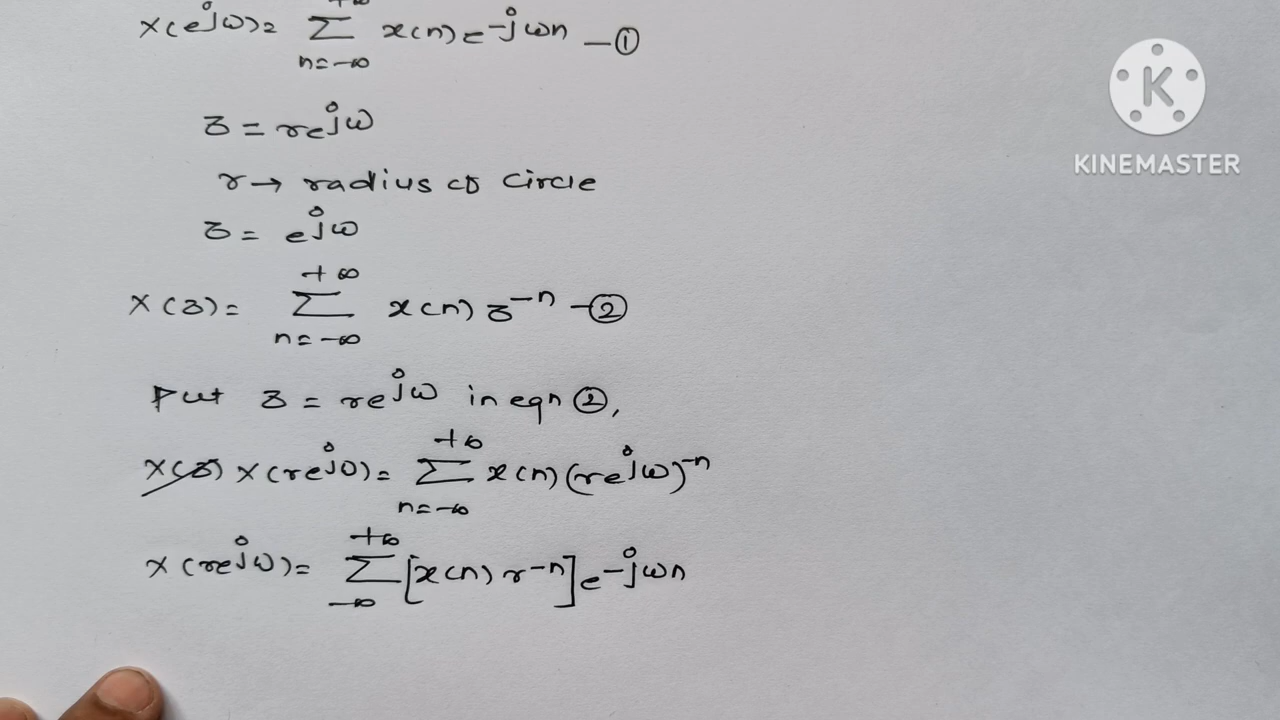 X(e^jω)= Σ_{n=-∞}^{+∞} x(n) e^-jωn —①
z = re^jω
r → radius of circle
z = e^jω
X(z)= Σ_{n=-∞}^{+∞} x(n) z^-n —②
Put z = re^jω in eqn ②,
X(z) X(re^jω)= Σ_{n=-∞}^{+∞} x(n) (re^jω)^-n
X(re^jω)= Σ_{-∞}^{+∞} [x(n) r^-n] e^-jωn
K
KINEMASTER